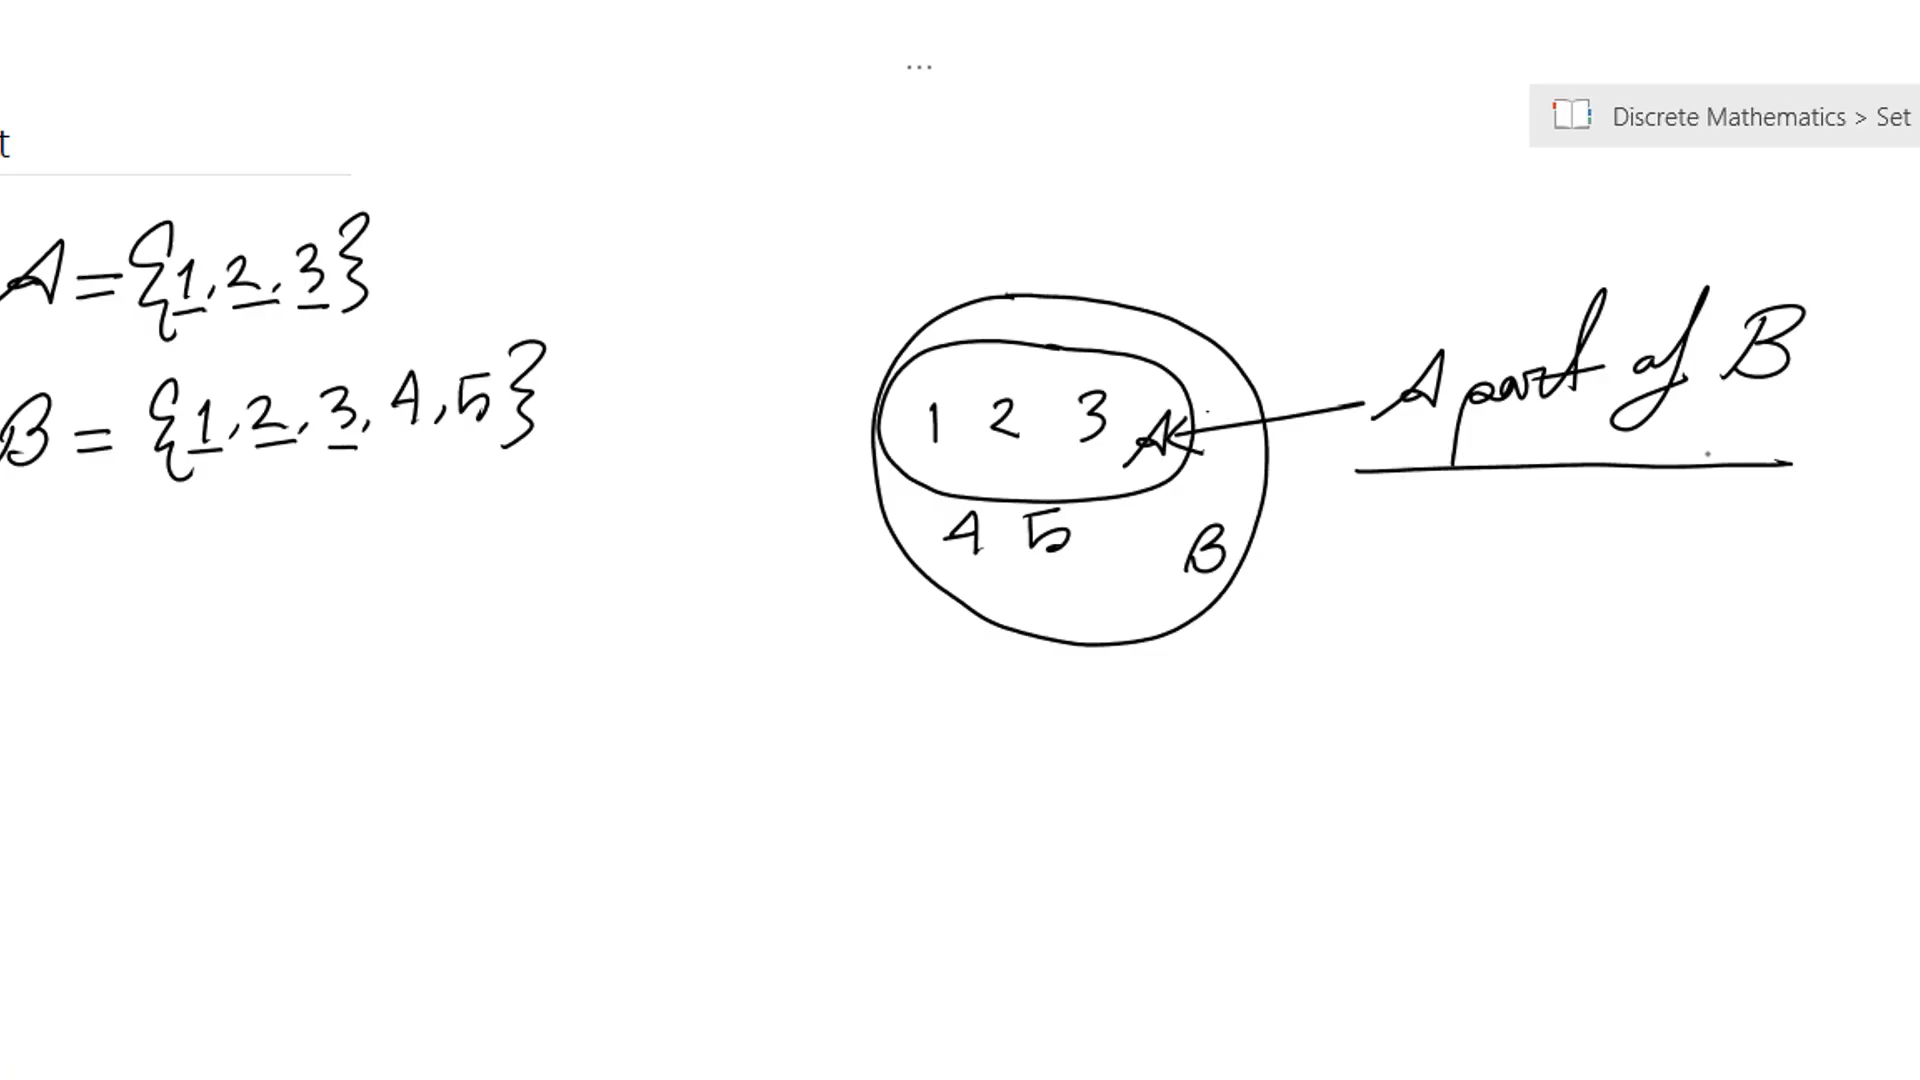 ...
Discrete Mathematics > Set
t
A = {1, 2, 3}
B = {1, 2, 3, 4, 5}
1 2 3 A
4 5
B
A part of B